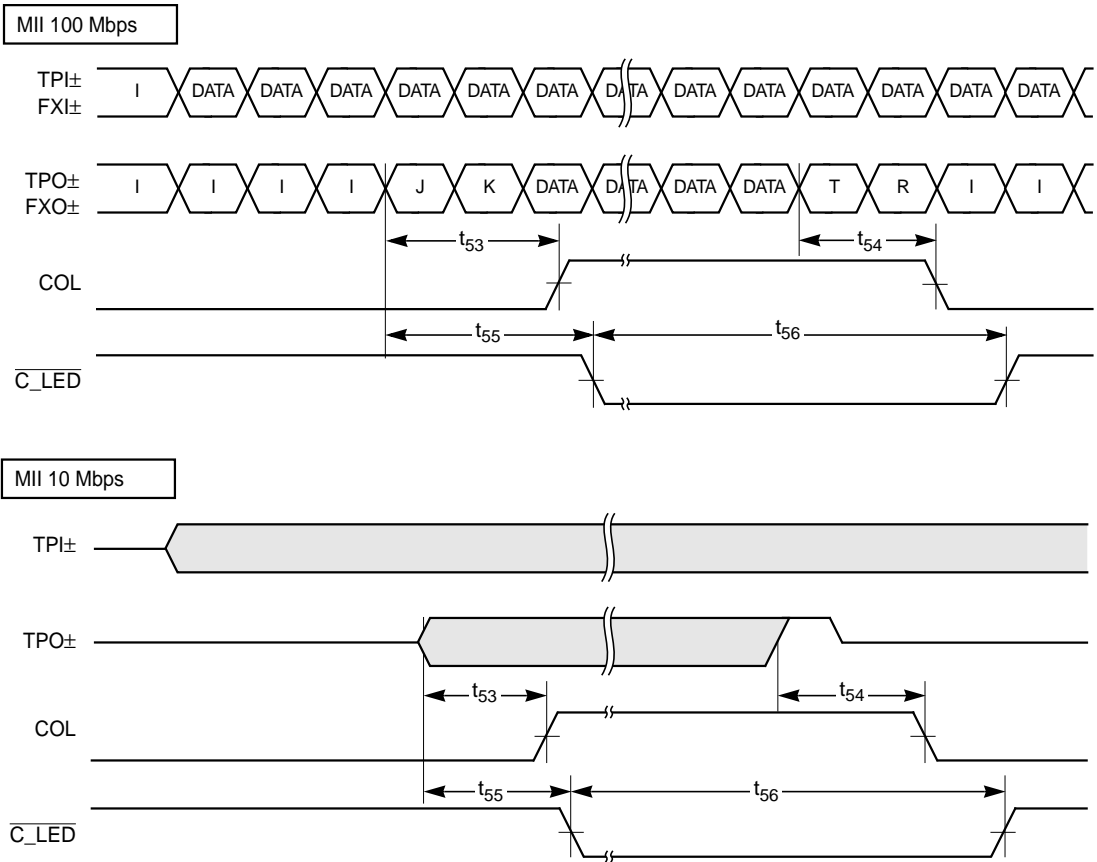 MII 100 Mbps
TPI±
FXI±
I DATA DATA DATA DATA DATA DATA DATA DATA DATA DATA DATA DATA DATA
TPO±
FXO±
I I I I J K DATA DATA DATA DATA T R I I
t53 t54
COL
t55 t56
C_LED
MII 10 Mbps
TPI±
TPO±
t53 t54
COL
t55 t56
C_LED